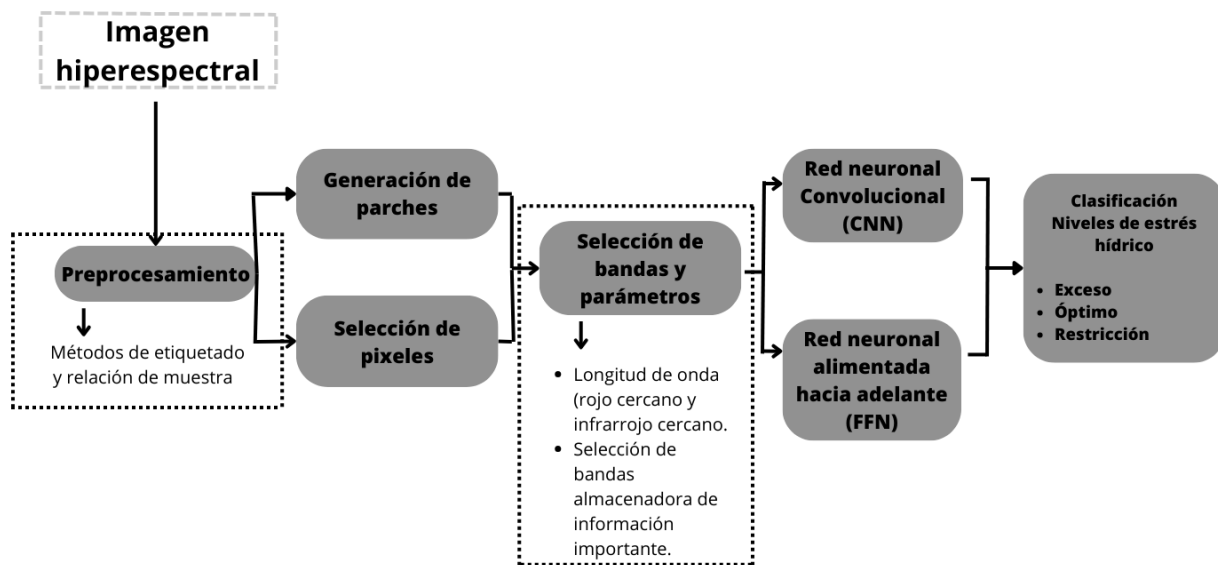 Imagen
hiperespectral
Preprocesamiento
Métodos de etiquetado
y relación de muestra
Generación de
parches
Selección de
pixeles
Selección de
bandas y
parámetros
• Longitud de onda
(rojo cercano y
infrarrojo cercano.
• Selección de
bandas
almacenadora de
información
importante.
Red neuronal
Convolucional
(CNN)
Red neuronal
alimentada
hacia adelante
(FFN)
Clasificación
Niveles de estrés
hídrico
• Exceso
• Óptimo
• Restricción